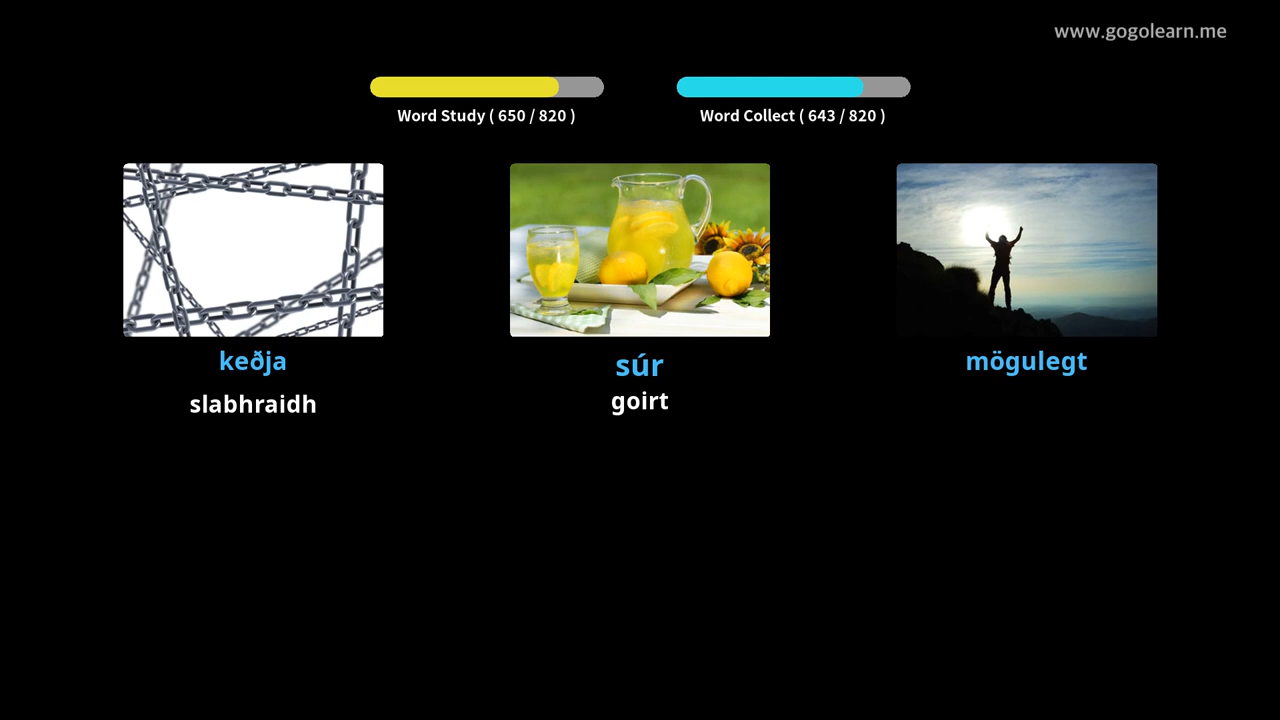 www.gogolearn.me
Word Study ( 650 / 820 )
Word Collect ( 643 / 820 )
keðja
súr
mögulegt
slabhraidh
goirt